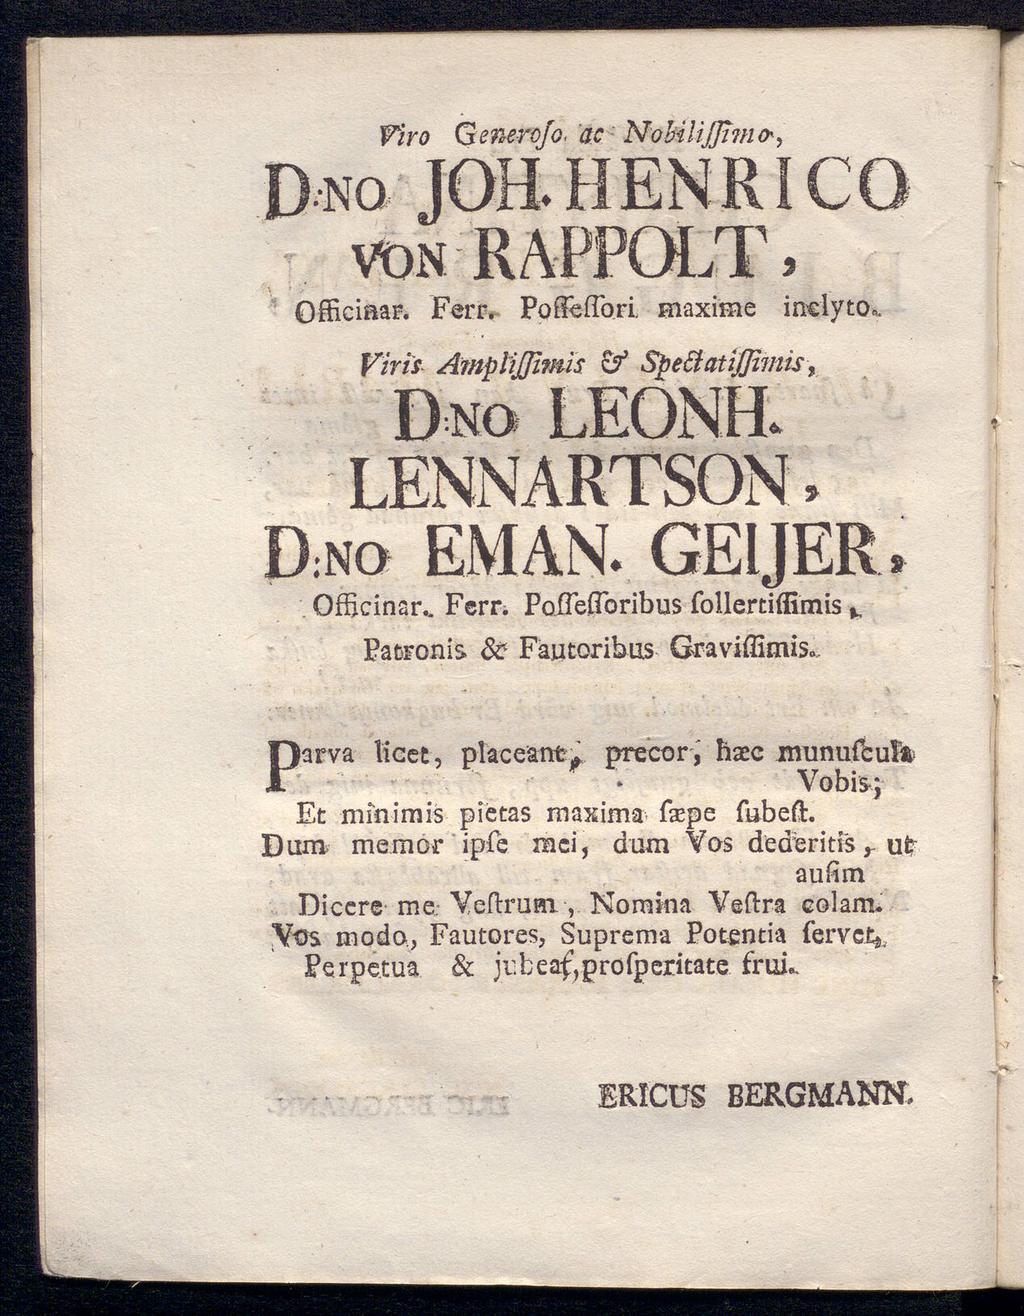 Viro Generoſo ac Nobiliſſimo,
D:NO JOH. HENRICO
VON RAPPOLT,
Officinar. Ferr. Poſſeſſori maxime inclyto.
Viris Ampliſſimis & Spectatiſſimis,
D:NO LEONH.
LENNARTSON,
D:NO EMAN. GEIJER,
Officinar. Ferr. Poſſeſſoribus ſollertiſſimis,
Patronis & Fautoribus Graviſſimis.
Parva licet, placeant, precor, hæc munuſcula
Vobis;
Et minimis pietas maxima ſæpe ſubeſt.
Dum memor ipſe mei, dum Vos dederitis, ut
auſim
Dicere me Veſtrum, Nomina Veſtra colam.
Vos modo, Fautores, Suprema Potentia ſervet,
Perpetua & jubeat, proſperitate frui.
ERICUS BERGMANN.